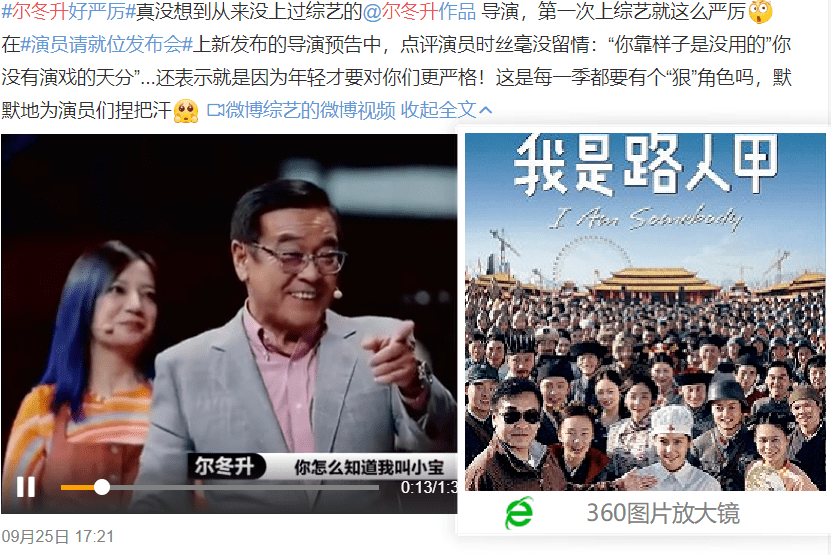 #尔冬升好严厉#真没想到从来没上过综艺的@尔冬升作品 导演，第一次上综艺就这么严厉😲
在#演员请就位发布会#上新发布的导演预告中，点评演员时丝毫没留情：“你靠样子是没用的”你
没有演戏的天分”...还表示就是因为年轻才要对你们更严格！这是每一季都要有个“狠”角色吗，默
默地为演员们捏把汗🥺 微博综艺的微博视频 收起全文
我是路人甲
I Am Somebody
尔冬升 你怎么知道我叫小宝
0:13/1:3
360图片放大镜
09月25日 17:21